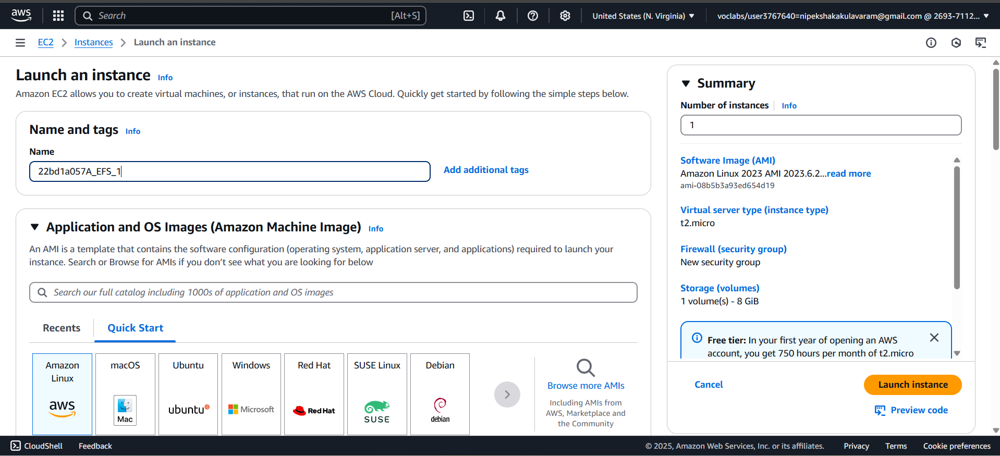 aws
Search [Alt+S]
United States (N. Virginia)
voclabs/user3767640=nipekshakakulavaram@gmail.com @ 2693-7112...
EC2
Instances
Launch an instance
Launch an instance Info
Amazon EC2 allows you to create virtual machines, or instances, that run on the AWS Cloud. Quickly get started by following the simple steps below.
Name and tags Info
Name
22bd1a057A_EFS_1
Add additional tags
Application and OS Images (Amazon Machine Image) Info
An AMI is a template that contains the software configuration (operating system, application server, and applications) required to launch your
instance. Search or Browse for AMIs if you don’t see what you are looking for below
Search our full catalog including 1000s of application and OS images
Recents
Quick Start
Amazon
Linux
aws
macOS
Mac
Ubuntu
ubuntu
Windows
Microsoft
Red Hat
Red Hat
SUSE Linux
SUSE
Debian
debian
Browse more AMIs
Including AMIs from
AWS, Marketplace and
the Community
Summary
Number of instances Info
1
Software Image (AMI)
Amazon Linux 2023 AMI 2023.6.2...read more
ami-08b5b3a93ed654d19
Virtual server type (instance type)
t2.micro
Firewall (security group)
New security group
Storage (volumes)
1 volume(s) - 8 GiB
Free tier: In your first year of opening an AWS
account, you get 750 hours per month of t2.micro
Cancel
Launch instance
Preview code
CloudShell
Feedback
© 2025, Amazon Web Services, Inc. or its affiliates.
Privacy
Terms
Cookie preferences